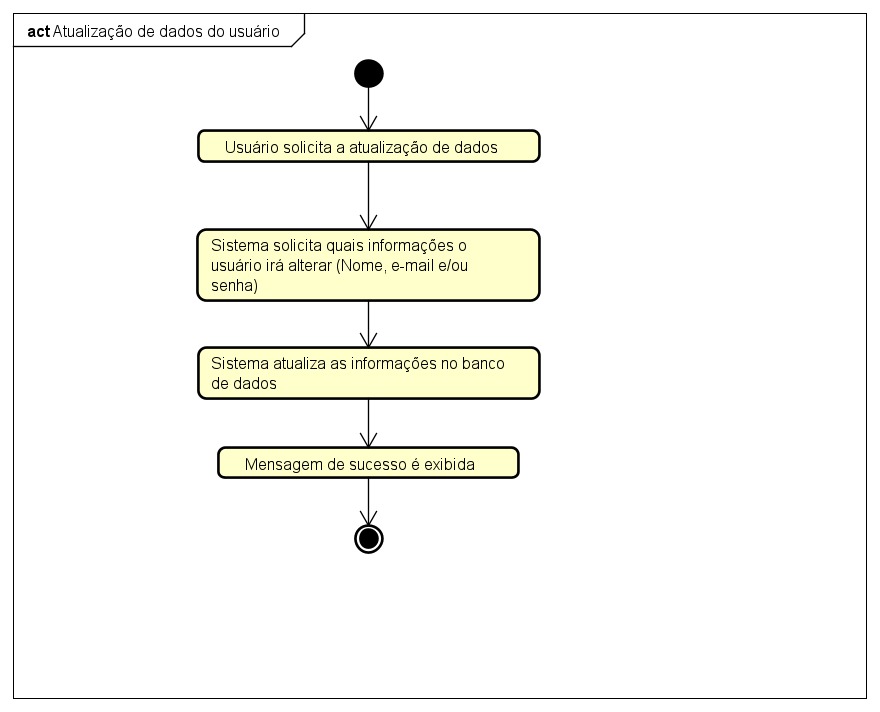 act Atualização de dados do usuário
Usuário solicita a atualização de dados
Sistema solicita quais informações o
usuário irá alterar (Nome, e-mail e/ou
senha)
Sistema atualiza as informações no banco
de dados
Mensagem de sucesso é exibida